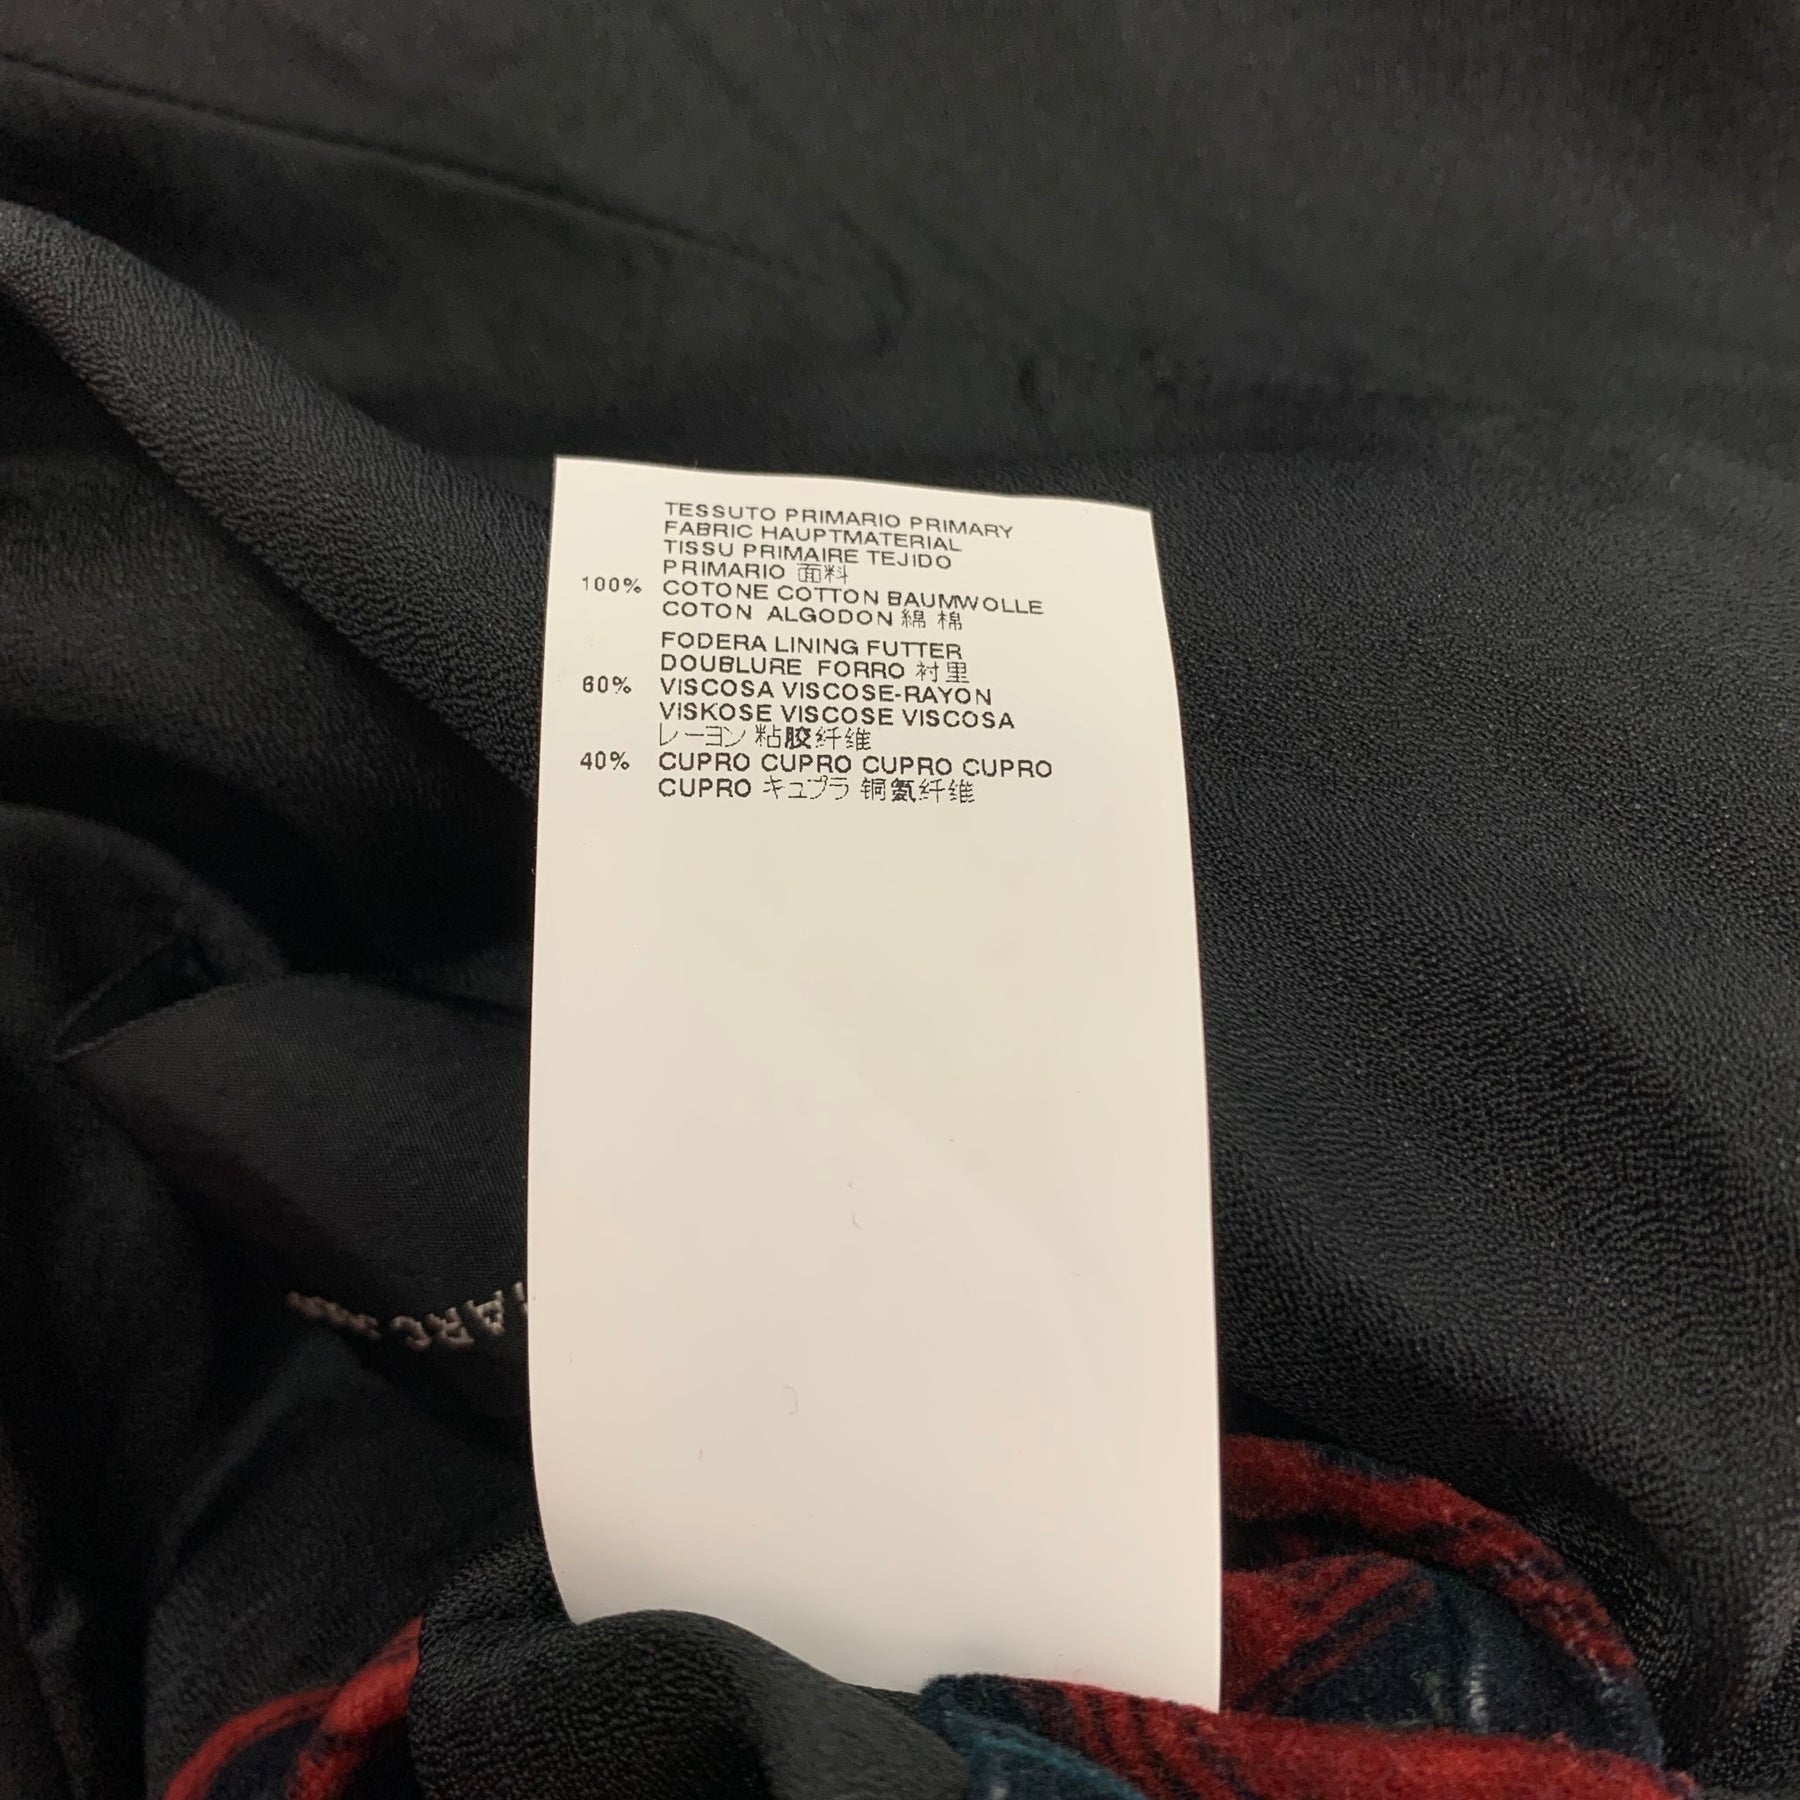 TESSUTO PRIMARIO PRIMARY
FABRIC HAUPTMATERIAL
TISSU PRIMAIRE TEJIDO
PRIMARIO 面料
100% COTONE COTTON BAUMWOLLE
COTON ALGODON 綿 棉
FODERA LINING FUTTER
DOUBLURE FORRO 衬里
60% VISCOSA VISCOSE-RAYON
VISKOSE VISCOSE VISCOSA
レーヨン 粘胶纤维
40% CUPRO CUPRO CUPRO CUPRO
CUPRO キュプラ 铜氨纤维